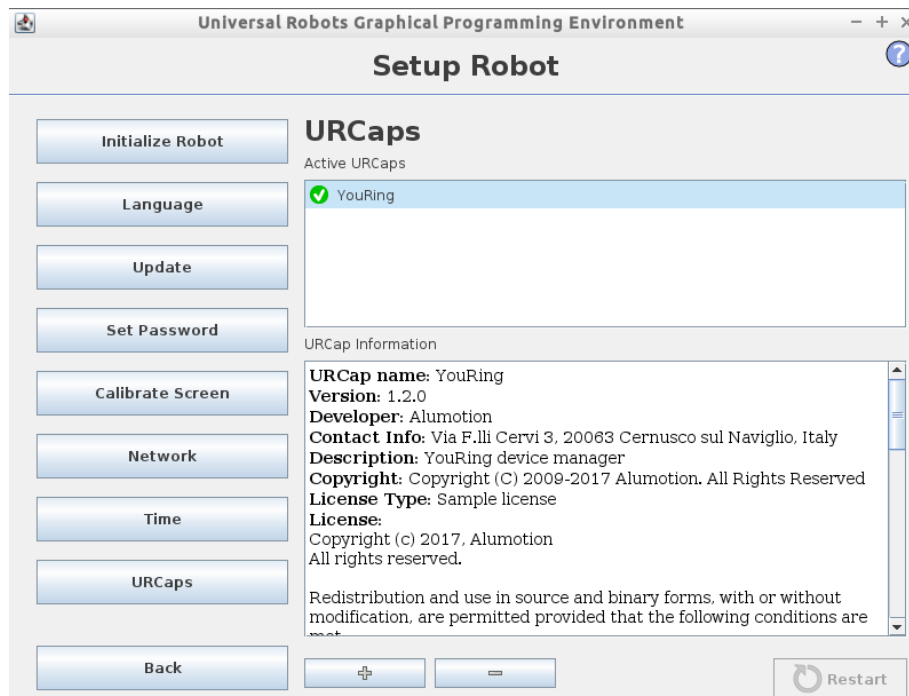 Universal Robots Graphical Programming Environment
Setup Robot
?
Initialize Robot
Language
Update
Set Password
Calibrate Screen
Network
Time
URCaps
Back
URCaps
Active URCaps
YouRing
URCap Information
URCap name: YouRing
Version: 1.2.0
Developer: Alumotion
Contact Info: Via F.lli Cervi 3, 20063 Cernusco sul Naviglio, Italy
Description: YouRing device manager
Copyright: Copyright (C) 2009-2017 Alumotion. All Rights Reserved
License Type: Sample license
License:
Copyright (c) 2017, Alumotion
All rights reserved.
Redistribution and use in source and binary forms, with or without
modification, are permitted provided that the following conditions are
Restart